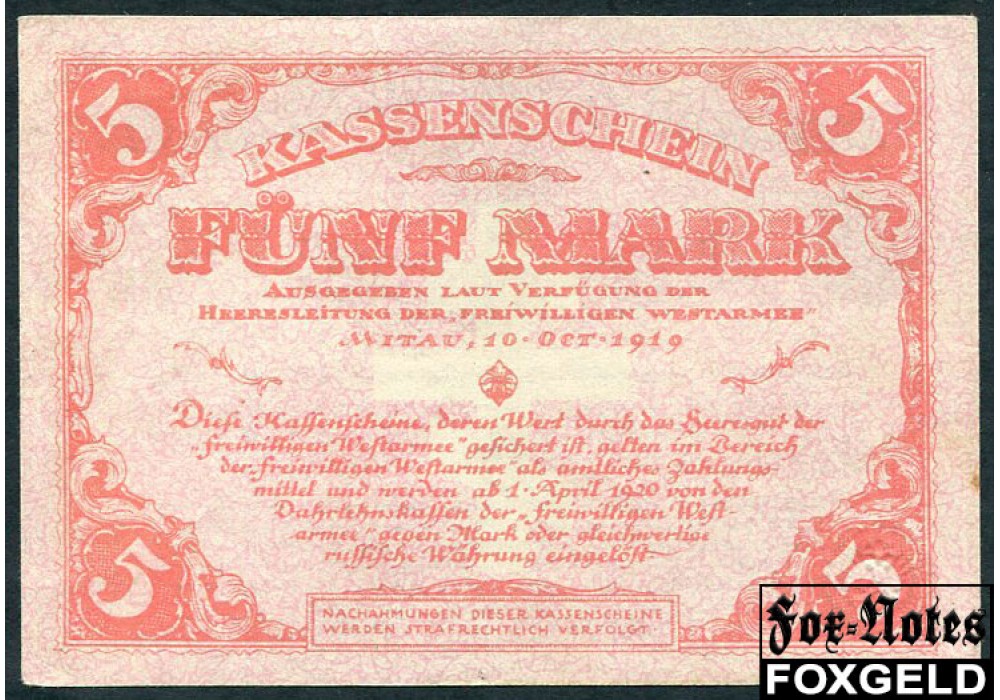 5 5
KASSENSCHEIN
FÜNF MARK
AUSGEGEBEN LAUT VERFÜGUNG DER
HEERESLEITUNG DER „FREIWILLIGEN WESTARMEE"
MITAU, 10 · OCT · 1919
Dieſe Kaſſenſcheine, deren Wert durch das Heeresgut der
„freiwilligen Westarmee" geſichert iſt, gelten im Bereich
der „freiwilligen Westarmee" als amtliches Zahlungs-
mittel und werden ab 1 · April 1920 von den
Dahrlehnskaſſen der „freiwilligen West-
armee" gegen Mark oder gleichwertige
ruſſiſche Währung eingelöſt
5 5
NACHAHMUNGEN DIESER KASSENSCHEINE
WERDEN STRAFRECHTLICH VERFOLGT ·
Fox-Notes
FOXGELD